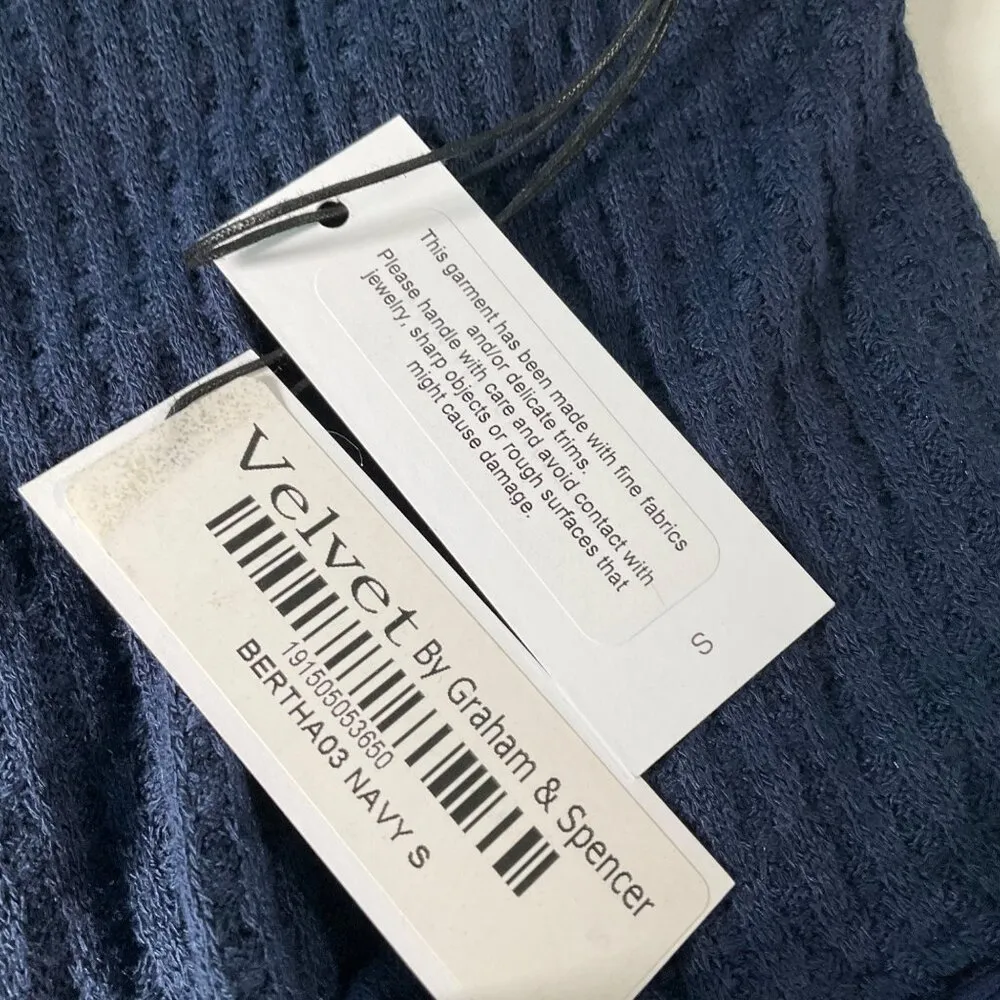 This garment has been made with fine fabrics
and/or delicate trims.
Please handle with care and avoid contact with
jewelry, sharp objects or rough surfaces that
might cause damage.
S
Velvet By Graham & Spencer
191505053650
BERTHA03 NAVY S